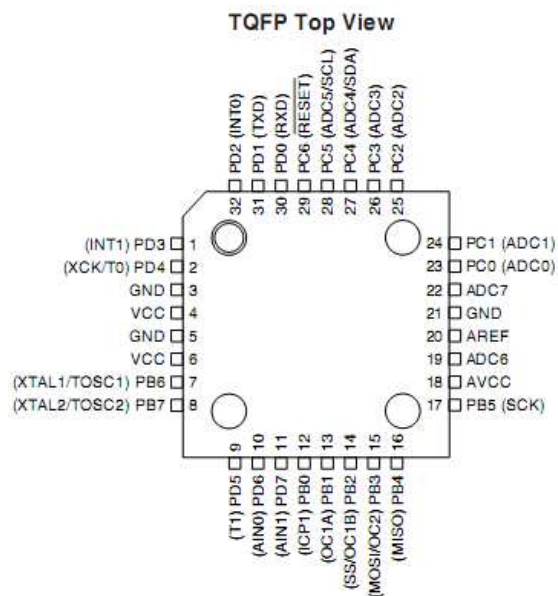 TQFP Top View
PD2 (INT0)
PD1 (TXD)
PD0 (RXD)
PC6 (RESET)
PC5 (ADC5/SCL)
PC4 (ADC4/SDA)
PC3 (ADC3)
PC2 (ADC2)
32 31 30 29 28 27 26 25
(INT1) PD3 1
(XCK/T0) PD4 2
GND 3
VCC 4
GND 5
VCC 6
(XTAL1/TOSC1) PB6 7
(XTAL2/TOSC2) PB7 8
24 PC1 (ADC1)
23 PC0 (ADC0)
22 ADC7
21 GND
20 AREF
19 ADC6
18 AVCC
17 PB5 (SCK)
9 10 11 12 13 14 15 16
(T1) PD5
(AIN0) PD6
(AIN1) PD7
(ICP1) PB0
(OC1A) PB1
(SS/OC1B) PB2
(MOSI/OC2) PB3
(MISO) PB4